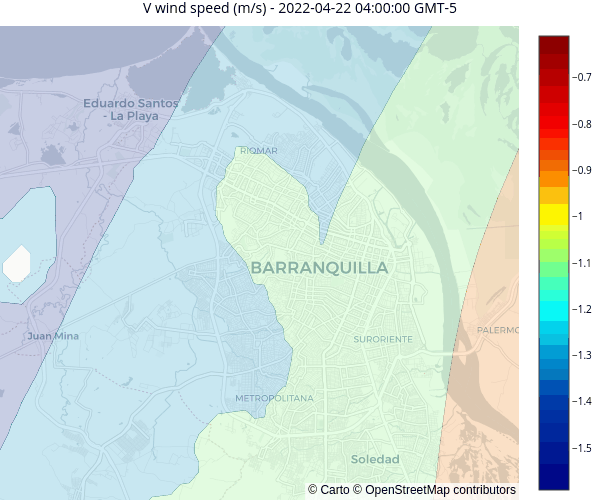 V wind speed (m/s) - 2022-04-22 04:00:00 GMT-5
Eduardo Santos
- La Playa
RIOMAR
BARRANQUILLA
Juan Mina
SURORIENTE
PALERMO
METROPOLITANA
Soledad
© Carto © OpenStreetMap contributors
−0.7
−0.8
−0.9
−1
−1.1
−1.2
−1.3
−1.4
−1.5